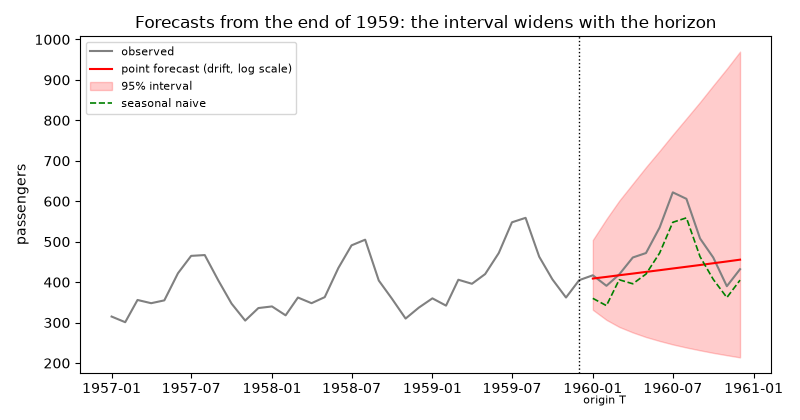 Forecasts from the end of 1959: the interval widens with the horizon
1000
900
800
700
600
500
400
300
200
passengers
observed
point forecast (drift, log scale)
95% interval
seasonal naive
1957-01 1957-07 1958-01 1958-07 1959-01 1959-07 1960-01 1960-07 1961-01
origin T